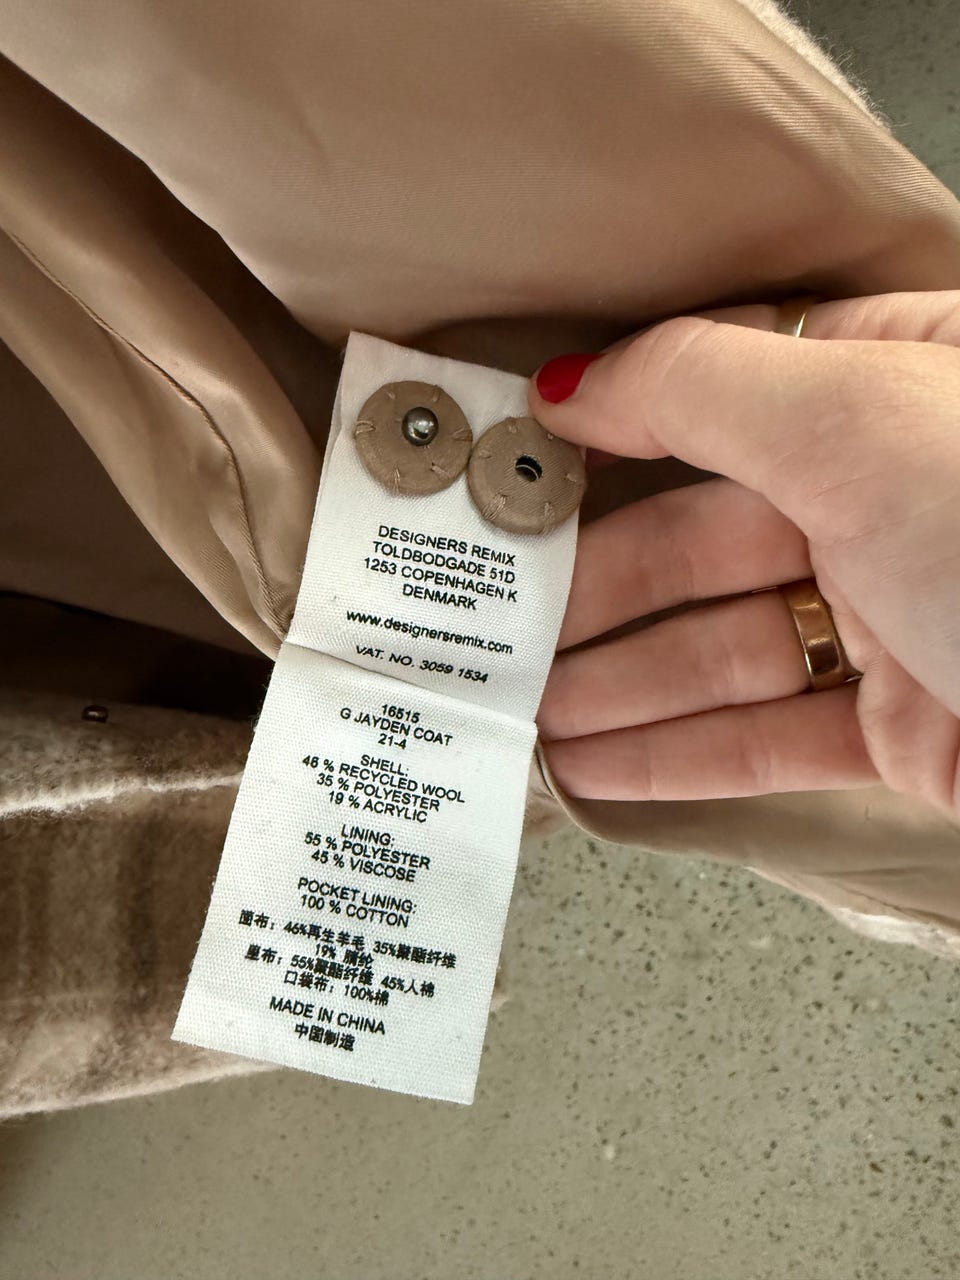 DESIGNERS REMIX
TOLDBODGADE 51D
1253 COPENHAGEN K
DENMARK
www.designersremix.com
VAT. NO. 3059 1534
16515
G JAYDEN COAT
21-4
SHELL:
46 % RECYCLED WOOL
35 % POLYESTER
19 % ACRYLIC
LINING:
55 % POLYESTER
45 % VISCOSE
POCKET LINING:
100 % COTTON
面布：46%再生羊毛 35%聚酯纤维
19% 腈纶
里布：55%聚酯纤维 45%人棉
口袋布：100%棉
MADE IN CHINA
中国制造